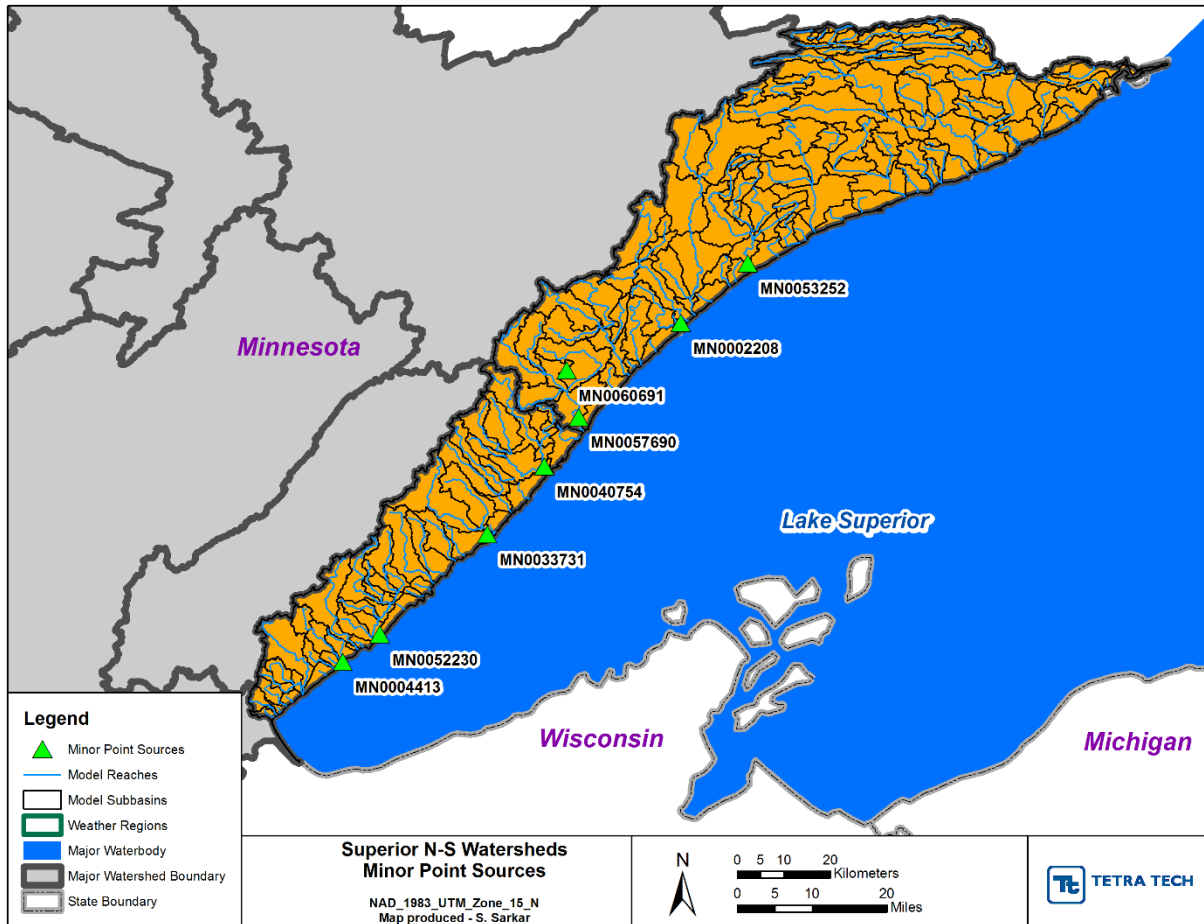 MN0053252
MN0002208
Minnesota
MN0060691
MN0057690
MN0040754
Lake Superior
MN0033731
MN0052230
MN0004413
Wisconsin
Michigan
Legend
Minor Point Sources
Model Reaches
Model Subbasins
Weather Regions
Major Waterbody
Major Watershed Boundary
State Boundary
Superior N-S Watersheds
Minor Point Sources
NAD_1983_UTM_Zone_15_N
Map produced - S. Sarkar
N
0 5 10 20
Kilometers
0 5 10 20
Miles
Tt TETRA TECH